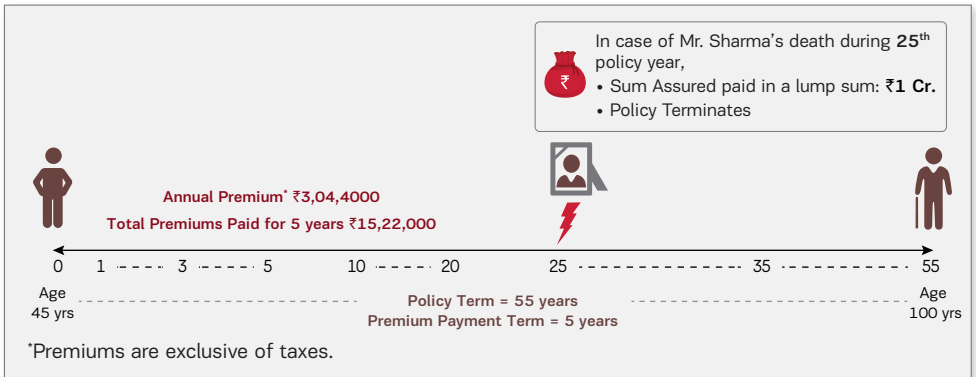 In case of Mr. Sharma's death during 25th
policy year,
• Sum Assured paid in a lump sum: ₹1 Cr.
• Policy Terminates
₹
Annual Premium* ₹3,04,4000
Total Premiums Paid for 5 years ₹15,22,000
0 1 3 5 10 20 25 35 55
Age
45 yrs
Policy Term = 55 years
Premium Payment Term = 5 years
Age
100 yrs
*Premiums are exclusive of taxes.